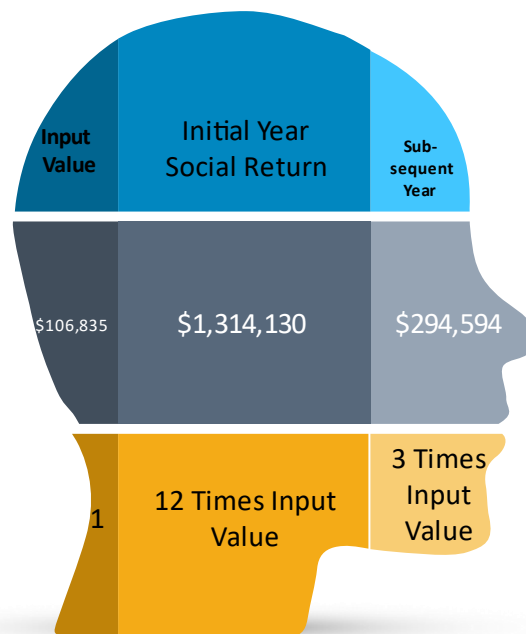 Input
Value
Initial Year
Social Return
Sub-
sequent
Year
$106,835
$1,314,130
$294,594
1
12 Times Input
Value
3 Times
Input
Value